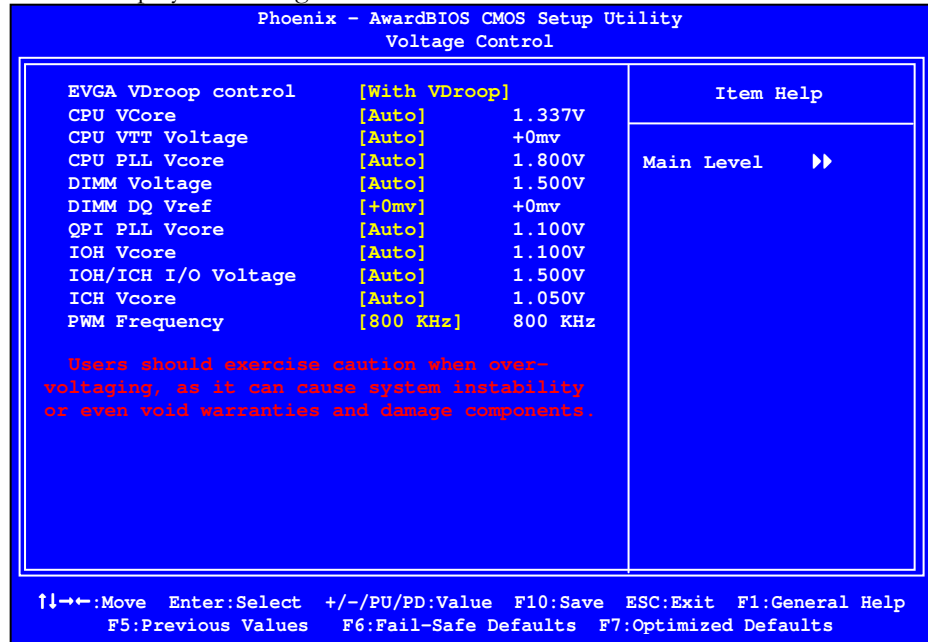 Phoenix - AwardBIOS CMOS Setup Utility
Voltage Control
EVGA VDroop control [With VDroop]
CPU VCore [Auto] 1.337V
CPU VTT Voltage [Auto] +0mv
CPU PLL Vcore [Auto] 1.800V
DIMM Voltage [Auto] 1.500V
DIMM DQ Vref [+0mv] +0mv
QPI PLL Vcore [Auto] 1.100V
IOH Vcore [Auto] 1.100V
IOH/ICH I/O Voltage [Auto] 1.500V
ICH Vcore [Auto] 1.050V
PWM Frequency [800 KHz] 800 KHz
Users should exercise caution when over-
voltaging, as it can cause system instability
or even void warranties and damage components.
Item Help
Main Level ▶▶
↑↓→←:Move Enter:Select +/-/PU/PD:Value F10:Save ESC:Exit F1:General Help
F5:Previous Values F6:Fail-Safe Defaults F7:Optimized Defaults